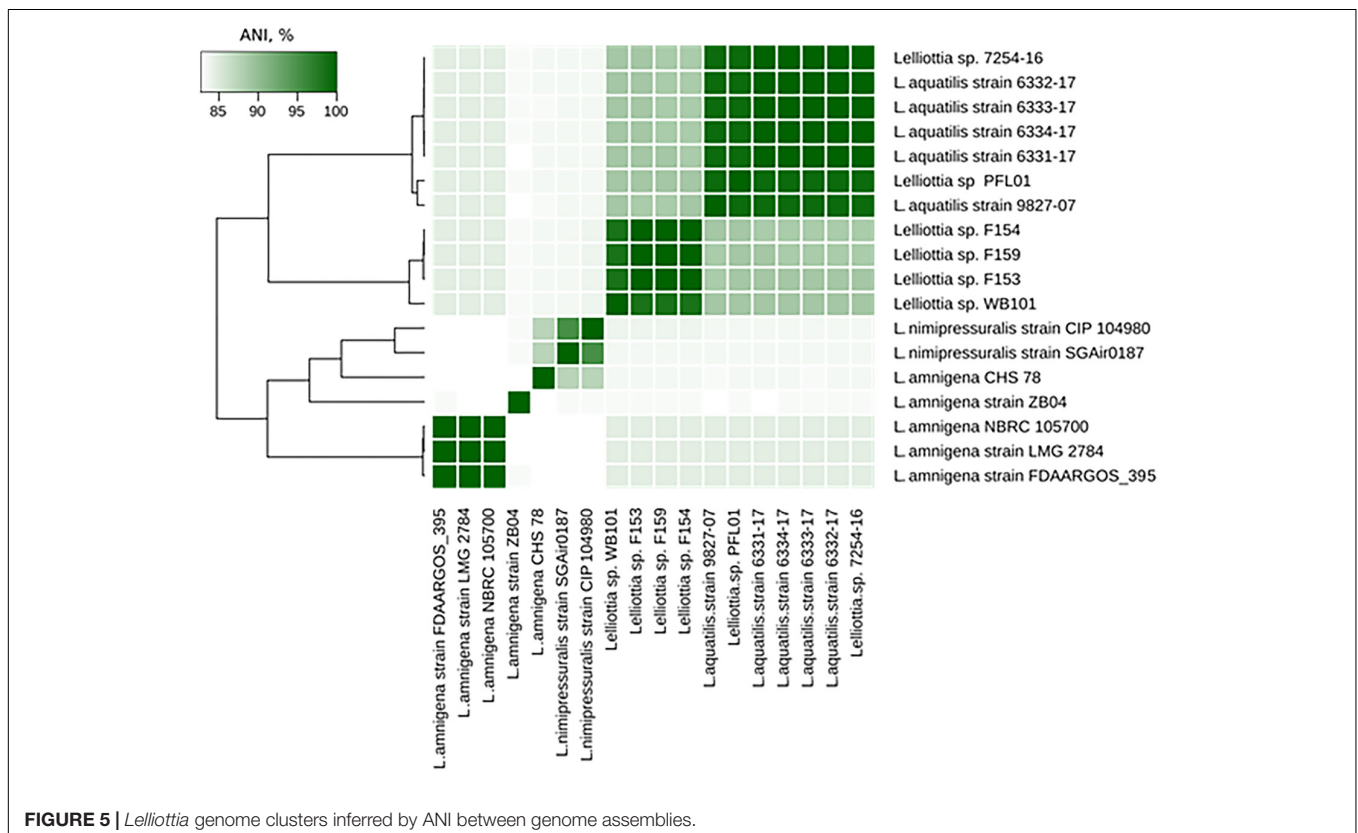 ANI, %
85 90 95 100
Lelliottia sp. 7254-16
L. aquatilis strain 6332-17
L. aquatilis strain 6333-17
L. aquatilis strain 6334-17
L. aquatilis strain 6331-17
Lelliottia sp PFL01
L. aquatilis strain 9827-07
Lelliottia sp. F154
Lelliottia sp. F159
Lelliottia sp. F153
Lelliottia sp. WB101
L. nimipressuralis strain CIP 104980
L. nimipressuralis strain SGAir0187
L. amnigena CHS 78
L. amnigena strain ZB04
L. amnigena NBRC 105700
L. amnigena strain LMG 2784
L. amnigena strain FDAARGOS_395
L.amnigena strain FDAARGOS_395
L.amnigena strain LMG 2784
L.amnigena NBRC 105700
L.amnigena strain ZB04
L.amnigena CHS 78
L.nimipressuralis strain SGAir0187
L.nimipressuralis strain CIP 104980
Lelliottia sp. WB101
Lelliottia sp. F153
Lelliottia sp. F159
Lelliottia sp. F154
L.aquatilis.strain 9827-07
Lelliottia.sp. PFL01
L.aquatilis.strain 6331-17
L.aquatilis.strain 6334-17
L.aquatilis.strain 6333-17
L.aquatilis.strain 6332-17
Lelliottia.sp. 7254-16
FIGURE 5 | Lelliottia genome clusters inferred by ANI between genome assemblies.